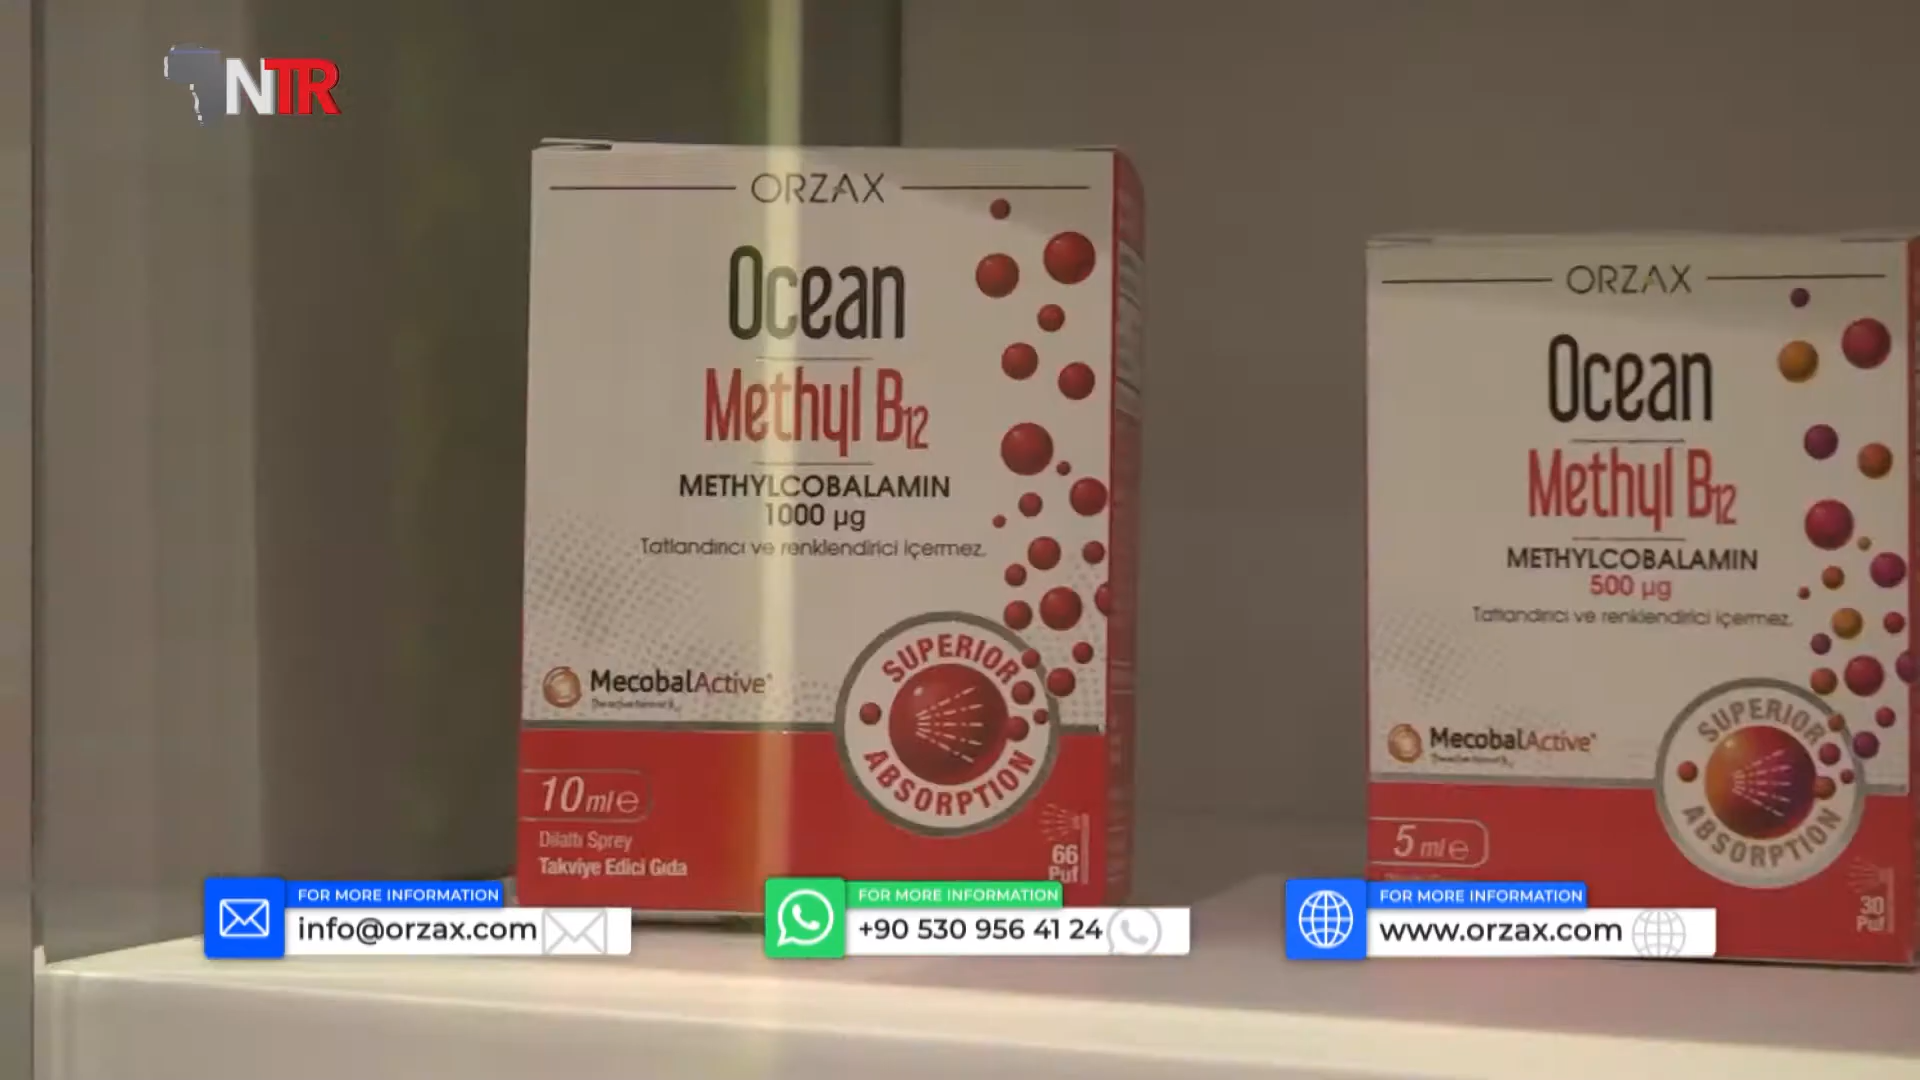 NTR
ORZAX
Ocean
Methyl B12
METHYLCOBALAMIN
1000 µg
Tatlandırıcı ve renklendirici içermez.
MecobalActive®
SUPERIOR
ABSORPTION
10 ml e
Dilaltı Sprey
Takviye Edici Gıda
66
Puf
ORZAX
Ocean
Methyl B12
METHYLCOBALAMIN
500 µg
Tatlandırıcı ve renklendirici içermez.
MecobalActive®
SUPERIOR
ABSORPTION
5 ml e
30
Puf
FOR MORE INFORMATION
info@orzax.com
FOR MORE INFORMATION
+90 530 956 41 24
FOR MORE INFORMATION
www.orzax.com